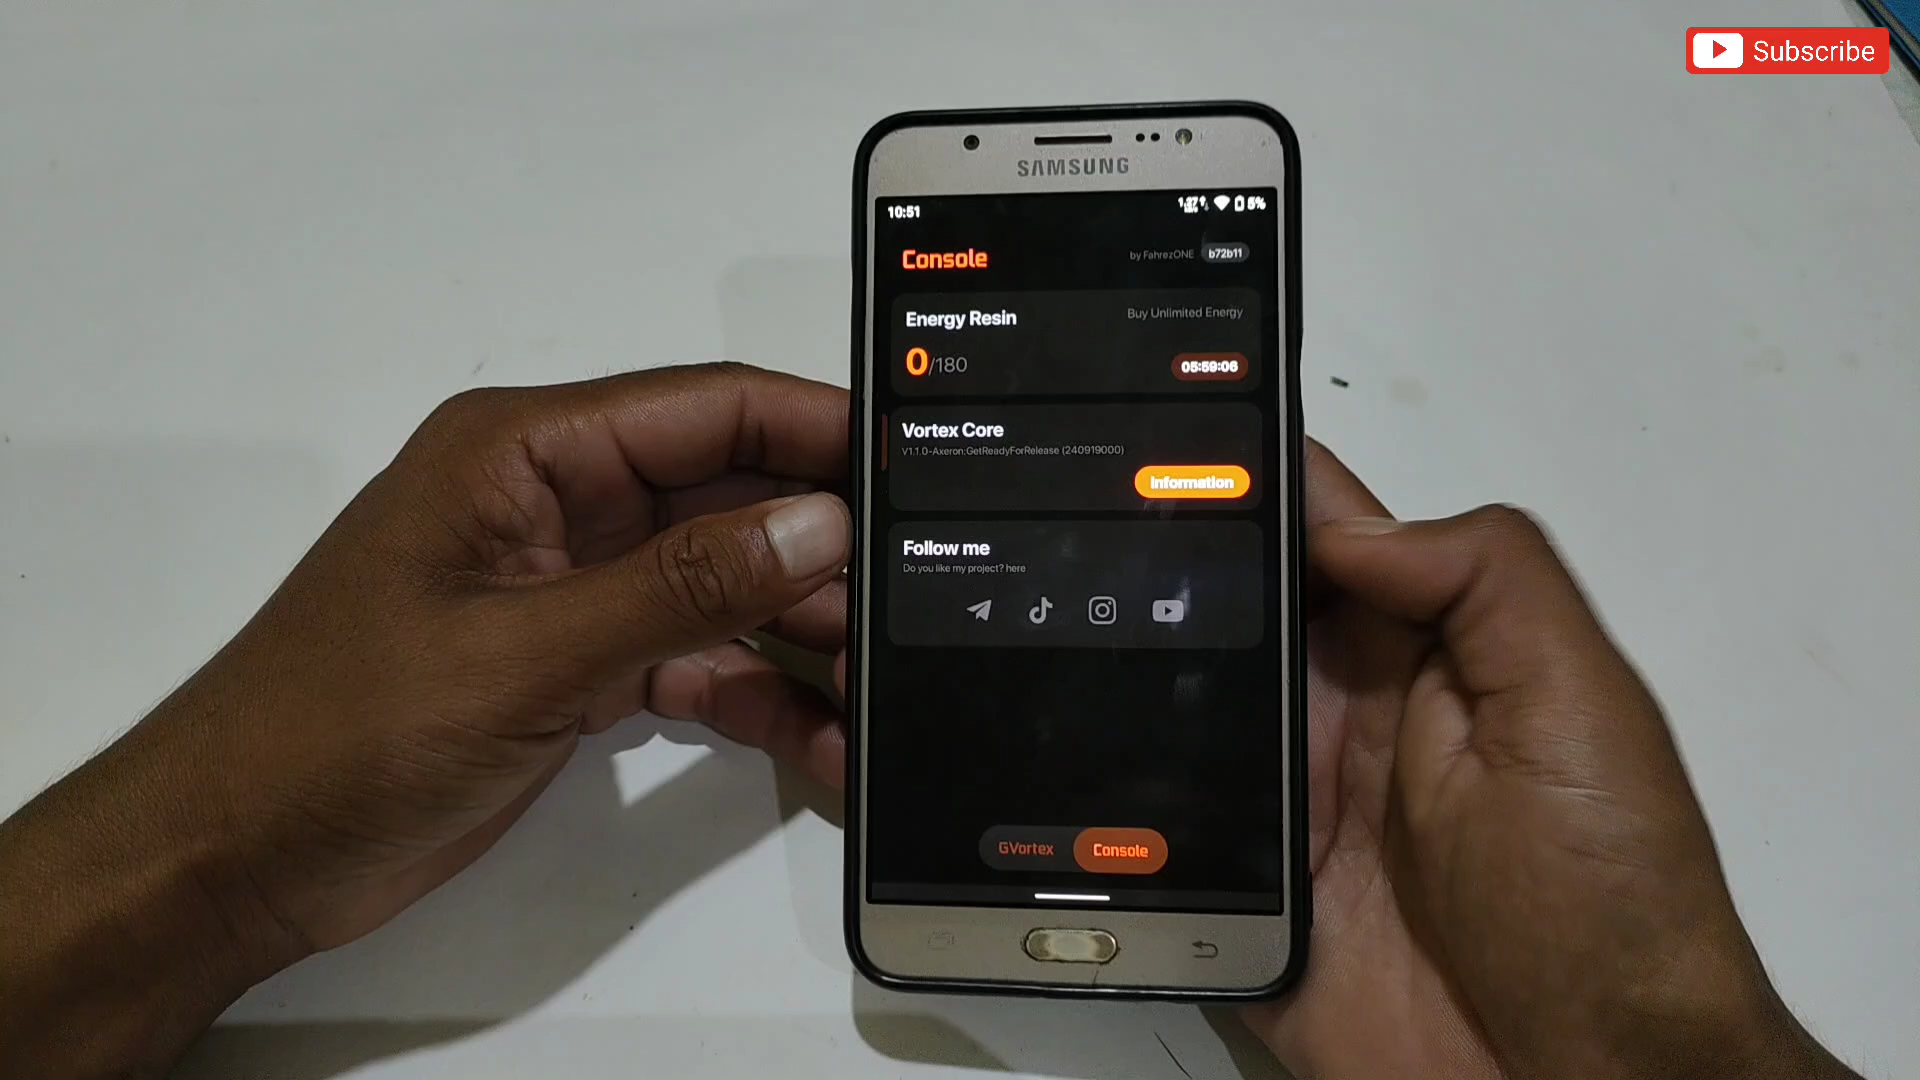 Subscribe
SAMSUNG
10:51
5%
Console
by FahrezONE
b72b11
Energy Resin
Buy Unlimited Energy
0/180
05:59:06
Vortex Core
V1.1.0-Axeron:GetReadyForRelease (240919000)
Information
Follow me
Do you like my project? here
GVortex
Console